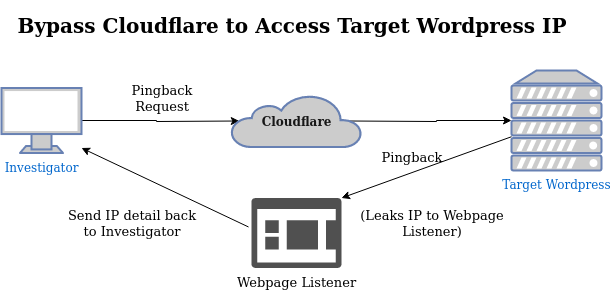 Bypass Cloudflare to Access Target Wordpress IP
Pingback
Request
Cloudflare
Investigator
Pingback
Target Wordpress
Send IP detail back
to Investigator
(Leaks IP to Webpage
Listener)
Webpage Listener